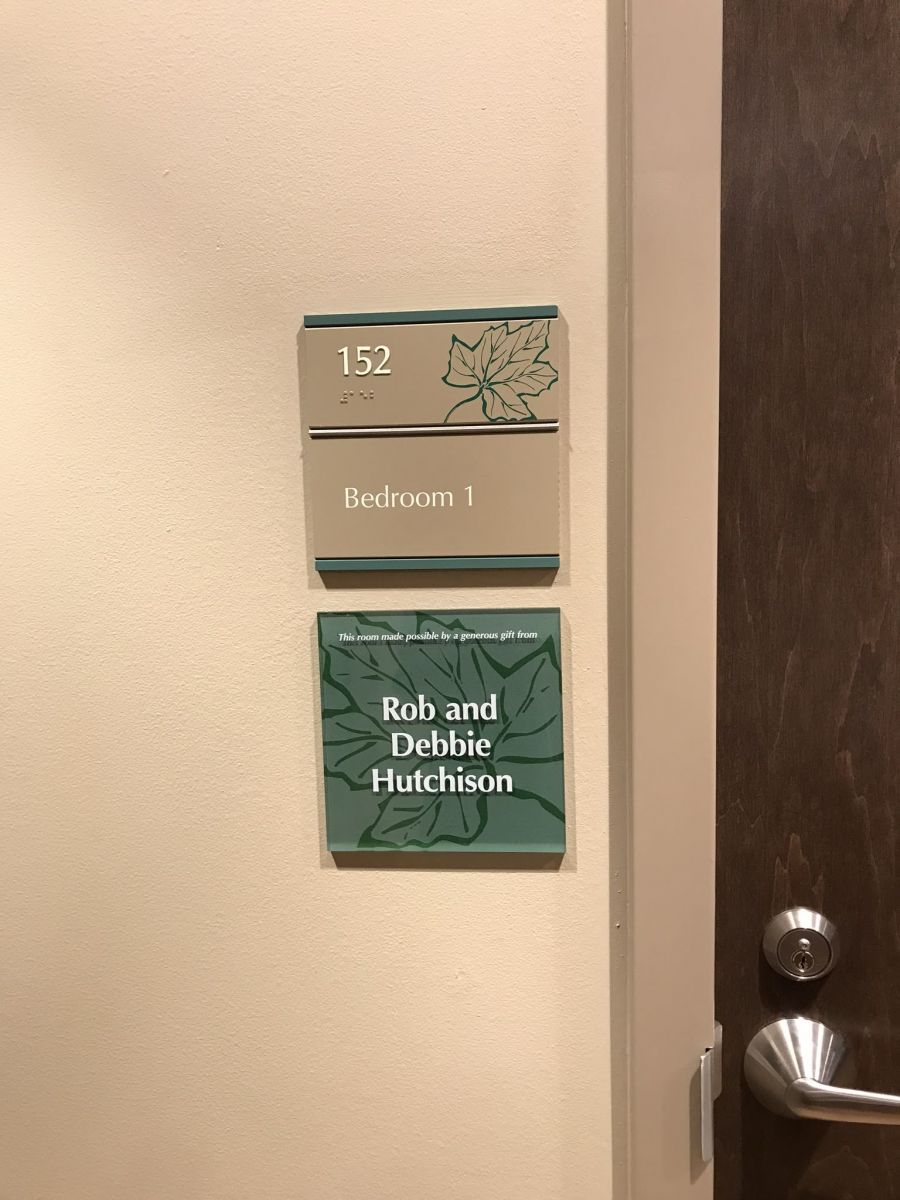 152
Bedroom 1
This room made possible by a generous gift from
Rob and
Debbie
Hutchison